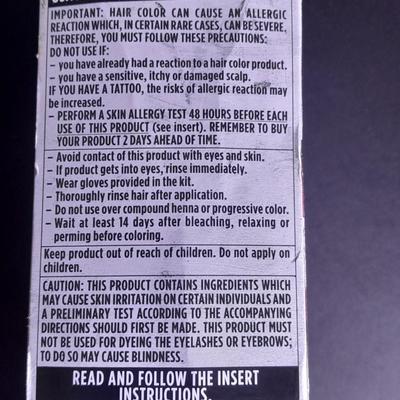 IMPORTANT: HAIR COLOR CAN CAUSE AN ALLERGIC
REACTION WHICH, IN CERTAIN RARE CASES, CAN BE SEVERE,
THEREFORE, YOU MUST FOLLOW THESE PRECAUTIONS:
DO NOT USE IF:
– you have already had a reaction to a hair color product.
– you have a sensitive, itchy or damaged scalp.
IF YOU HAVE A TATTOO, the risks of allergic reaction may
be increased.
– PERFORM A SKIN ALLERGY TEST 48 HOURS BEFORE EACH
USE OF THIS PRODUCT (see insert). REMEMBER TO BUY
YOUR PRODUCT 2 DAYS AHEAD OF TIME.
– Avoid contact of this product with eyes and skin.
– If product gets into eyes, rinse immediately.
– Wear gloves provided in the kit.
– Thoroughly rinse hair after application.
– Do not use over compound henna or progressive color.
– Wait at least 14 days after bleaching, relaxing or
perming before coloring.
Keep product out of reach of children. Do not apply on
children.
CAUTION: THIS PRODUCT CONTAINS INGREDIENTS WHICH
MAY CAUSE SKIN IRRITATION ON CERTAIN INDIVIDUALS AND
A PRELIMINARY TEST ACCORDING TO THE ACCOMPANYING
DIRECTIONS SHOULD FIRST BE MADE. THIS PRODUCT MUST
NOT BE USED FOR DYEING THE EYELASHES OR EYEBROWS;
TO DO SO MAY CAUSE BLINDNESS.
READ AND FOLLOW THE INSERT
INSTRUCTIONS.